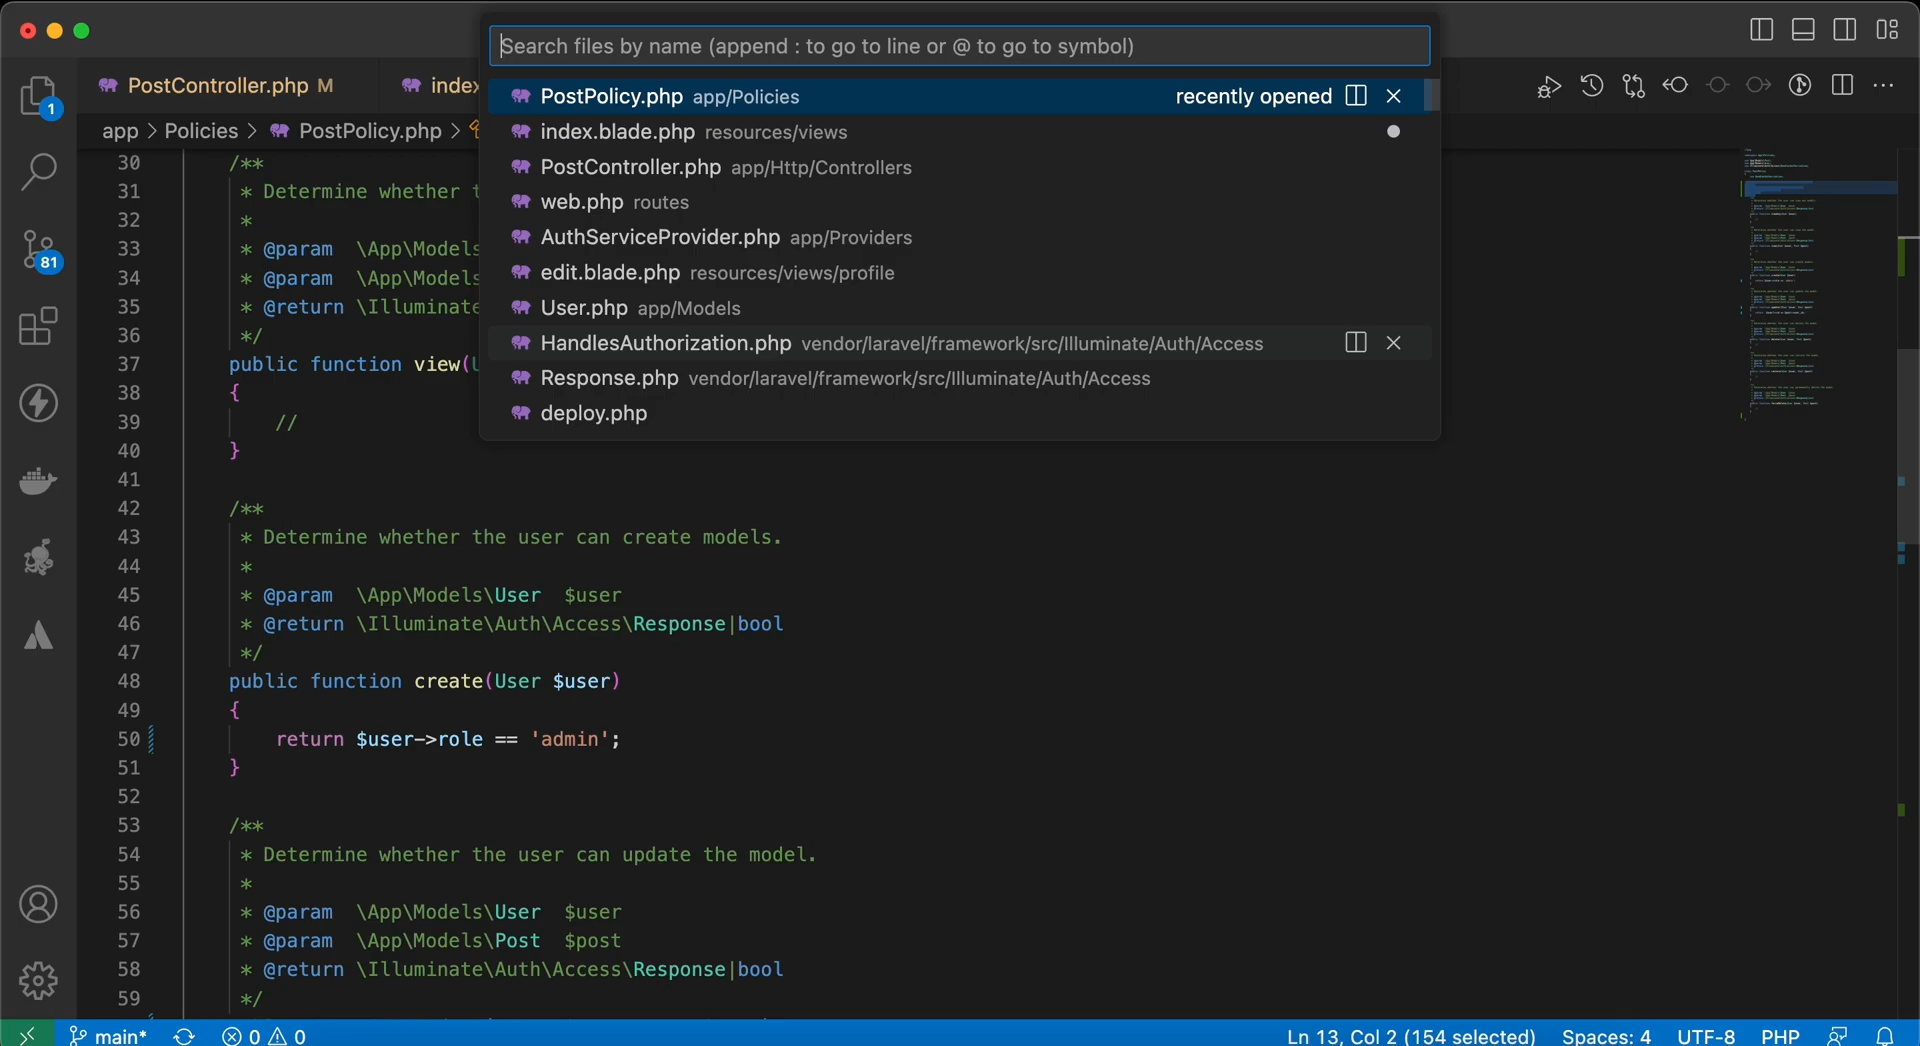 Search files by name (append : to go to line or @ to go to symbol)
PostController.php M
index
PostPolicy.php app/Policies recently opened
index.blade.php resources/views
PostController.php app/Http/Controllers
web.php routes
AuthServiceProvider.php app/Providers
edit.blade.php resources/views/profile
User.php app/Models
HandlesAuthorization.php vendor/laravel/framework/src/Illuminate/Auth/Access
Response.php vendor/laravel/framework/src/Illuminate/Auth/Access
deploy.php
1
81
app > Policies > PostPolicy.php >
30 /**
31 * Determine whether
32 *
33 * @param \App\Models
34 * @param \App\Models
35 * @return \Illuminate
36 */
37 public function view(
38 {
39 //
40 }
41
42 /**
43 * Determine whether the user can create models.
44 *
45 * @param \App\Models\User $user
46 * @return \Illuminate\Auth\Access\Response|bool
47 */
48 public function create(User $user)
49 {
50 return $user->role == 'admin';
51 }
52
53 /**
54 * Determine whether the user can update the model.
55 *
56 * @param \App\Models\User $user
57 * @param \App\Models\Post $post
58 * @return \Illuminate\Auth\Access\Response|bool
59 */
main* 0 0 Ln 13, Col 2 (154 selected) Spaces: 4 UTF-8 PHP